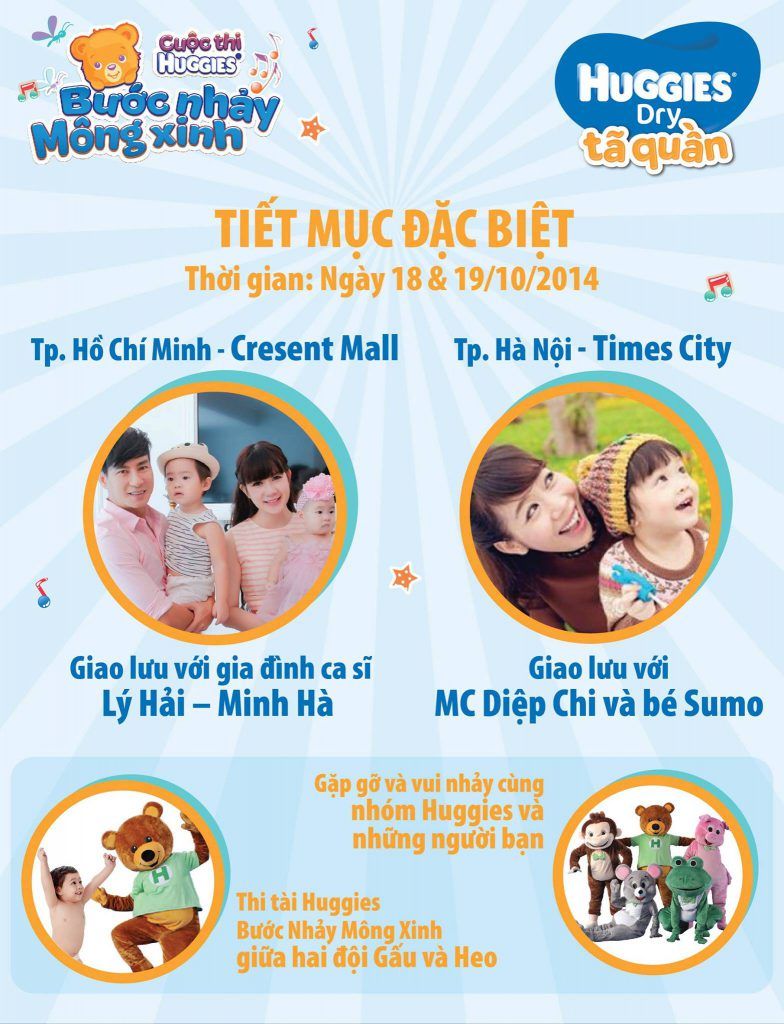 Cuộc thi
HUGGIES®
Bước nhảy
Mông xinh
HUGGIES®
Dry
tã quần
TIẾT MỤC ĐẶC BIỆT
Thời gian: Ngày 18 & 19/10/2014
Tp. Hồ Chí Minh - Cresent Mall
Tp. Hà Nội - Times City
Giao lưu với gia đình ca sĩ
Lý Hải – Minh Hà
Giao lưu với
MC Diệp Chi và bé Sumo
Gặp gỡ và vui nhảy cùng
nhóm Huggies và
những người bạn
H
H
Thi tài Huggies
Bước Nhảy Mông Xinh
giữa hai đội Gấu và Heo